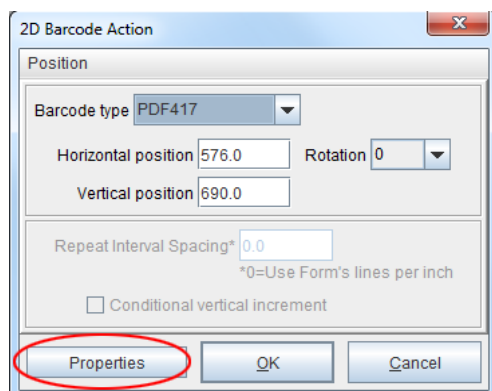 2D Barcode Action
Position
Barcode type PDF417
Horizontal position 576.0 Rotation 0
Vertical position 690.0
Repeat Interval Spacing* 0.0
*0=Use Form's lines per inch
Conditional vertical increment
Properties OK Cancel